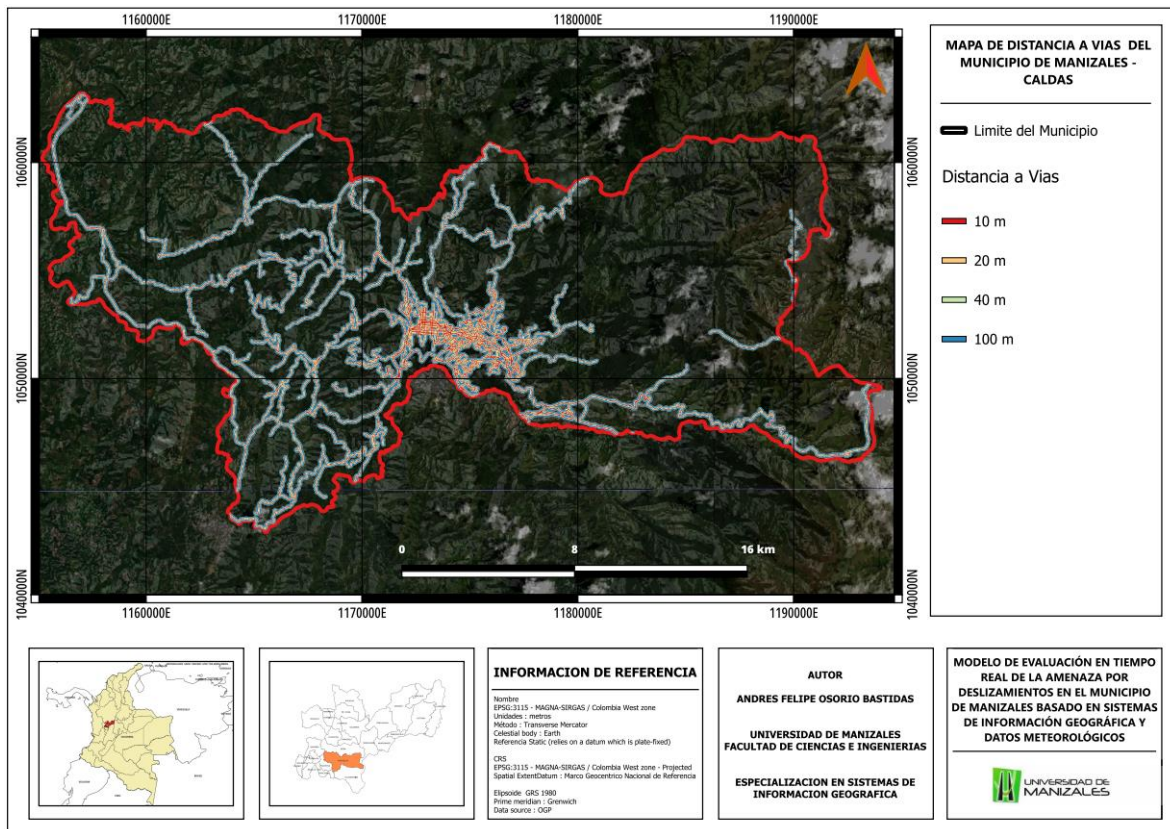 1160000E
1170000E
1180000E
1190000E
1060000N
1060000N
1050000N
1050000N
1040000N
1040000N
0
8
16 km
1160000E
1170000E
1180000E
1190000E
MAPA DE DISTANCIA A VIAS DEL
MUNICIPIO DE MANIZALES -
CALDAS
Limite del Municipio
Distancia a Vias
10 m
20 m
40 m
100 m
INFORMACION DE REFERENCIA
Nombre
EPSG:3115 - MAGNA-SIRGAS / Colombia West zone
Unidades : metros
Método : Transverse Mercator
Celestial body : Earth
Referencia Static (relies on a datum which is plate-fixed)
CRS
EPSG:3115 - MAGNA-SIRGAS / Colombia West zone - Projected
Spatial ExtentDatum : Marco Geocentrico Nacional de Referencia
Elipsoide GRS 1980
Prime meridian : Grenwich
Data source : OGP
AUTOR
ANDRES FELIPE OSORIO BASTIDAS
UNIVERSIDAD DE MANIZALES
FACULTAD DE CIENCIAS E INGENIERIAS
ESPECIALIZACION EN SISTEMAS DE
INFORMACION GEOGRAFICA
MODELO DE EVALUACIÓN EN TIEMPO
REAL DE LA AMENAZA POR
DESLIZAMIENTOS EN EL MUNICIPIO
DE MANIZALES BASADO EN SISTEMAS
DE INFORMACIÓN GEOGRÁFICA Y
DATOS METEOROLÓGICOS
UNIVERSIDAD DE
MANIZALES